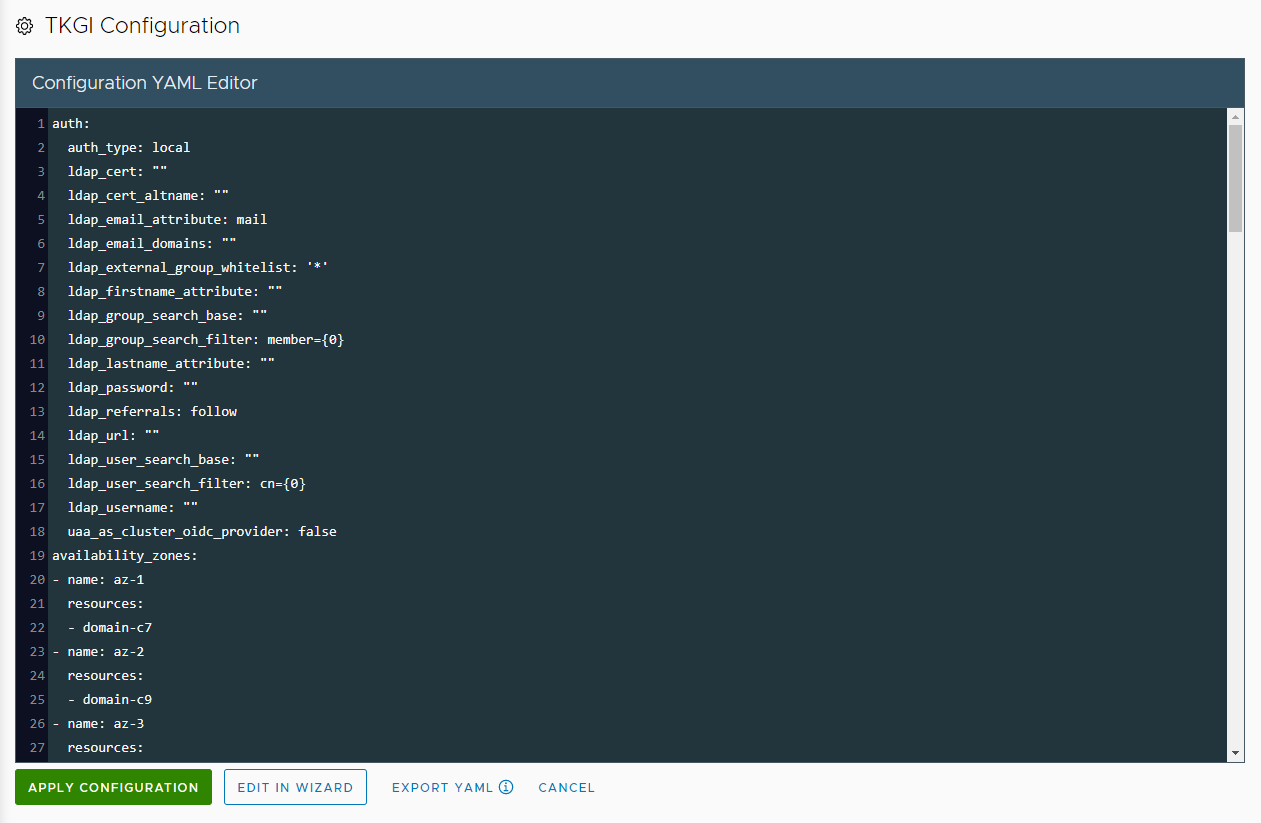 TKGI Configuration
Configuration YAML Editor
1 auth:
2   auth_type: local
3   ldap_cert: ""
4   ldap_cert_altname: ""
5   ldap_email_attribute: mail
6   ldap_email_domains: ""
7   ldap_external_group_whitelist: '*'
8   ldap_firstname_attribute: ""
9   ldap_group_search_base: ""
10   ldap_group_search_filter: member={0}
11   ldap_lastname_attribute: ""
12   ldap_password: ""
13   ldap_referrals: follow
14   ldap_url: ""
15   ldap_user_search_base: ""
16   ldap_user_search_filter: cn={0}
17   ldap_username: ""
18   uaa_as_cluster_oidc_provider: false
19 availability_zones:
20 - name: az-1
21   resources:
22   - domain-c7
23 - name: az-2
24   resources:
25   - domain-c9
26 - name: az-3
27   resources:
APPLY CONFIGURATION EDIT IN WIZARD EXPORT YAML CANCEL